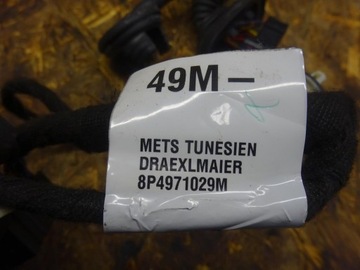 49M-
METS TUNESIEN
DRAEXLMAIER
8P4971029M